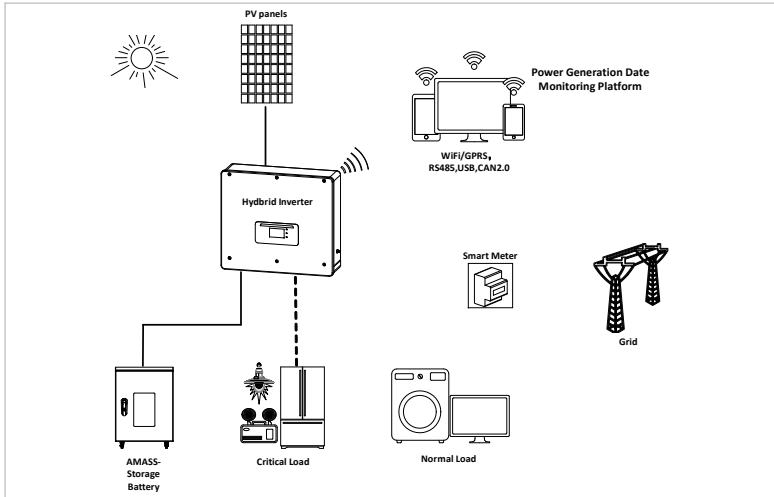 PV panels
Power Generation Date
Monitoring Platform
WiFi/GPRS,
RS485,USB,CAN2.0
Hydbrid Inverter
Smart Meter
Grid
AMASS-
Storage
Battery
Critical Load
Normal Load